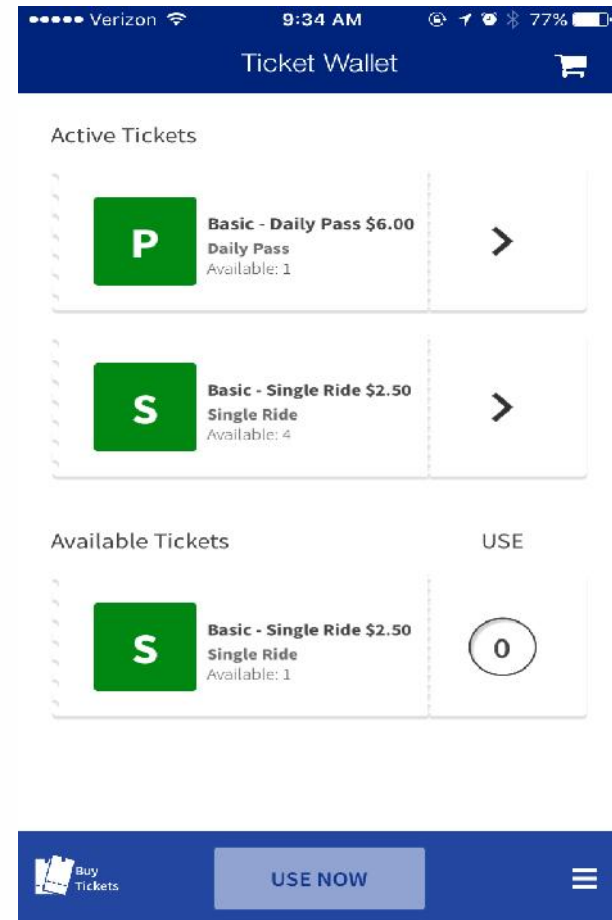 Verizon 9:34 AM 77%
Ticket Wallet
Active Tickets
P
Basic - Daily Pass $6.00
Daily Pass
Available: 1
S
Basic - Single Ride $2.50
Single Ride
Available: 4
Available Tickets USE
S
Basic - Single Ride $2.50
Single Ride
Available: 1
0
Buy
Tickets
USE NOW